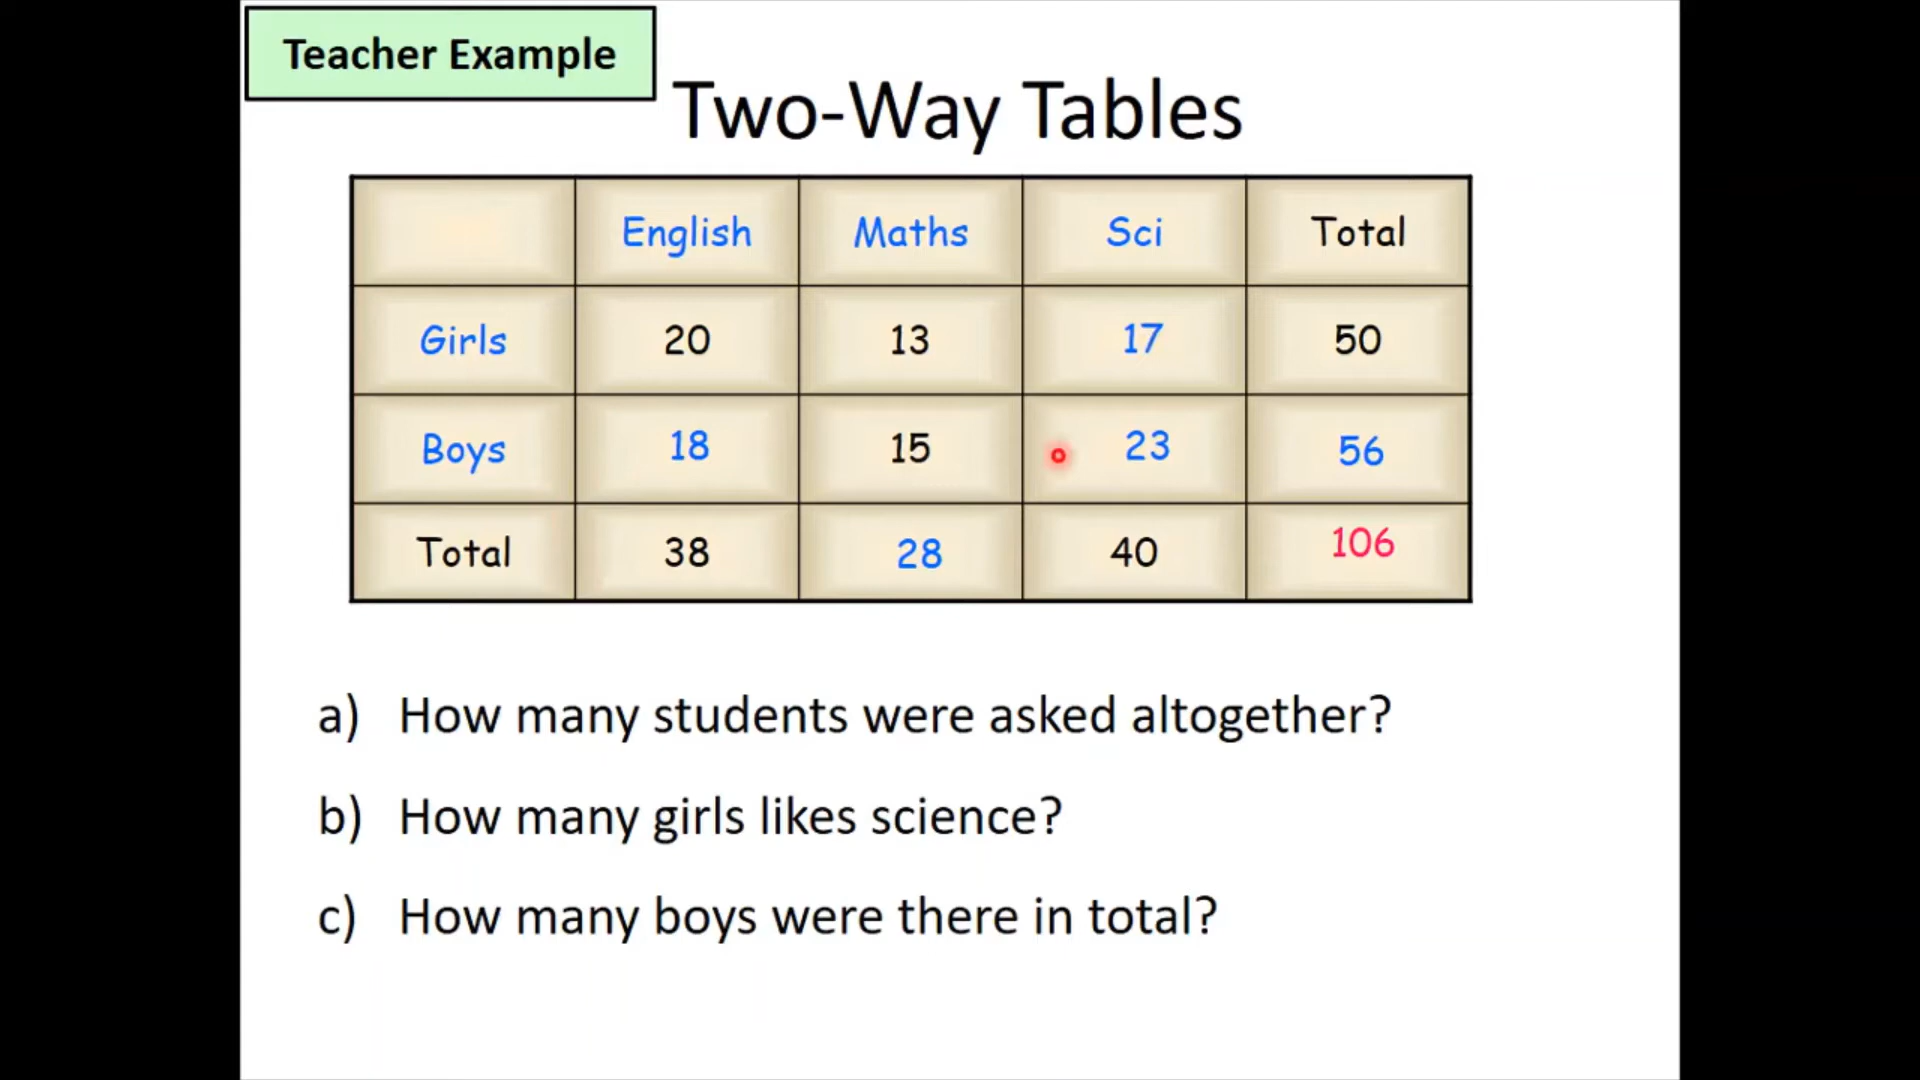 Teacher Example
Two-Way Tables
English Maths Sci Total
Girls 20 13 17 50
Boys 18 15 23 56
Total 38 28 40 106
a) How many students were asked altogether?
b) How many girls likes science?
c) How many boys were there in total?